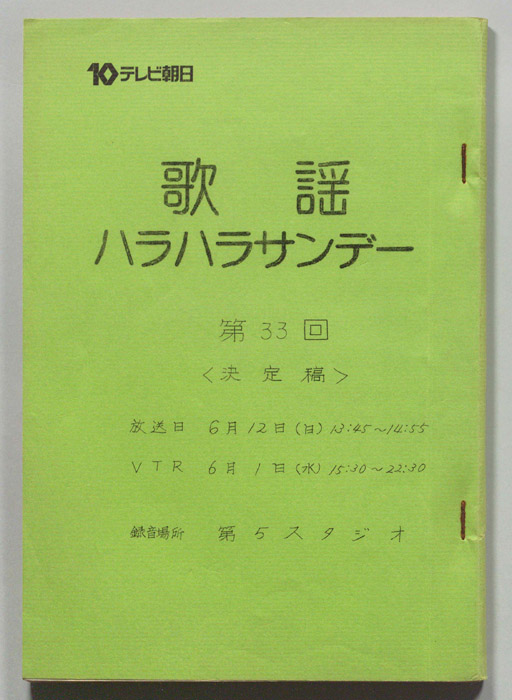 10テレビ朝日
歌謡
ハラハラサンデー
第33回
<決定稿>
放送日 6月12日(日) 13:45~14:55
VTR 6月1日(水) 15:30~22:30
録音場所 第5スタジオ